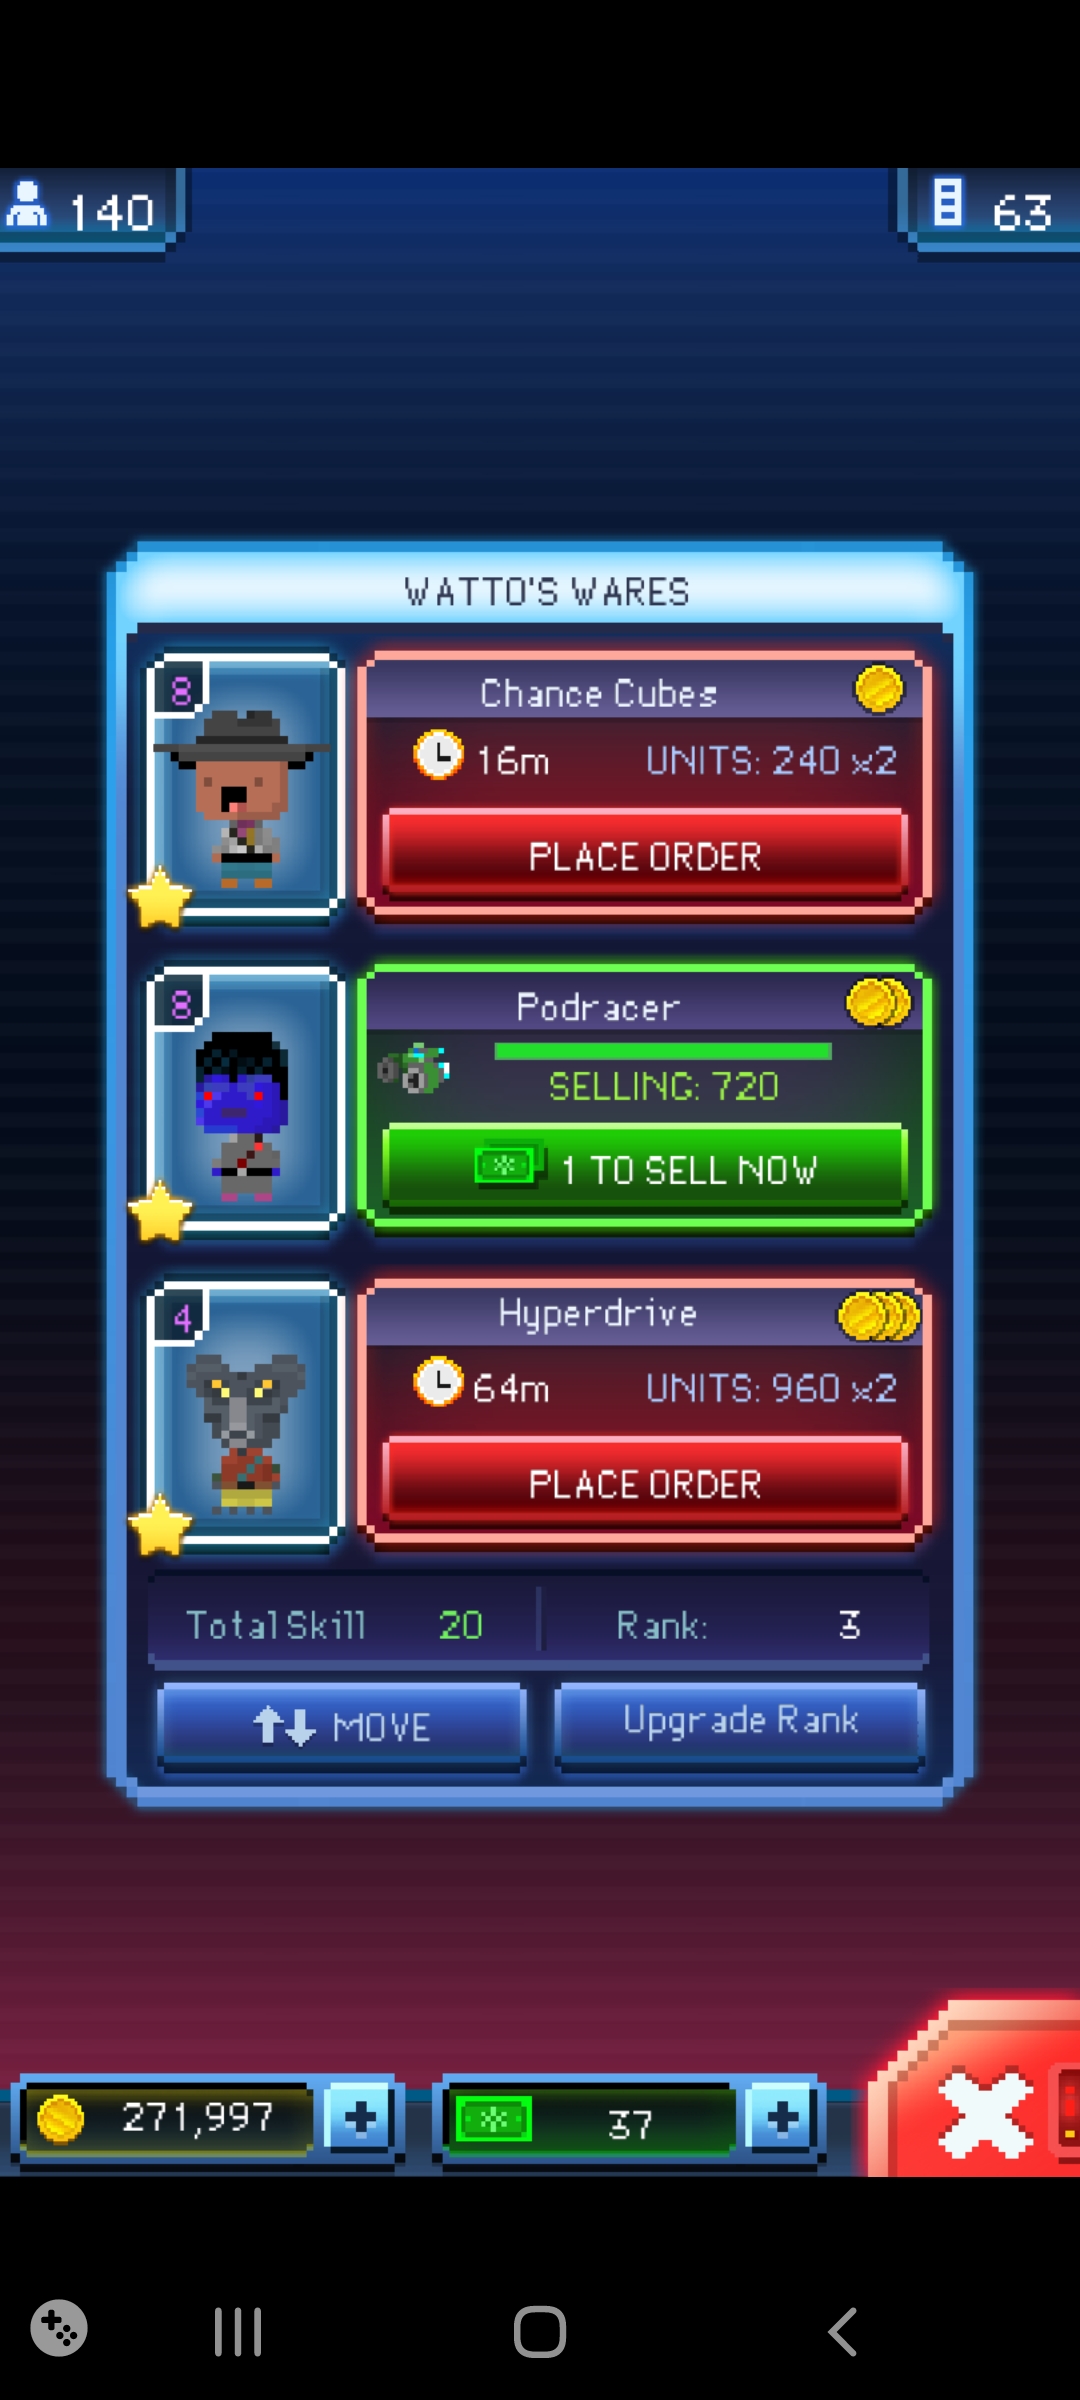 140
63
WATTO'S WARES
8
Chance Cubes
16m UNITS: 240 x2
PLACE ORDER
8
Podracer
SELLING: 720
1 TO SELL NOW
4
Hyperdrive
64m UNITS: 960 x2
PLACE ORDER
Total Skill 20 Rank: 3
MOVE Upgrade Rank
271,997 37